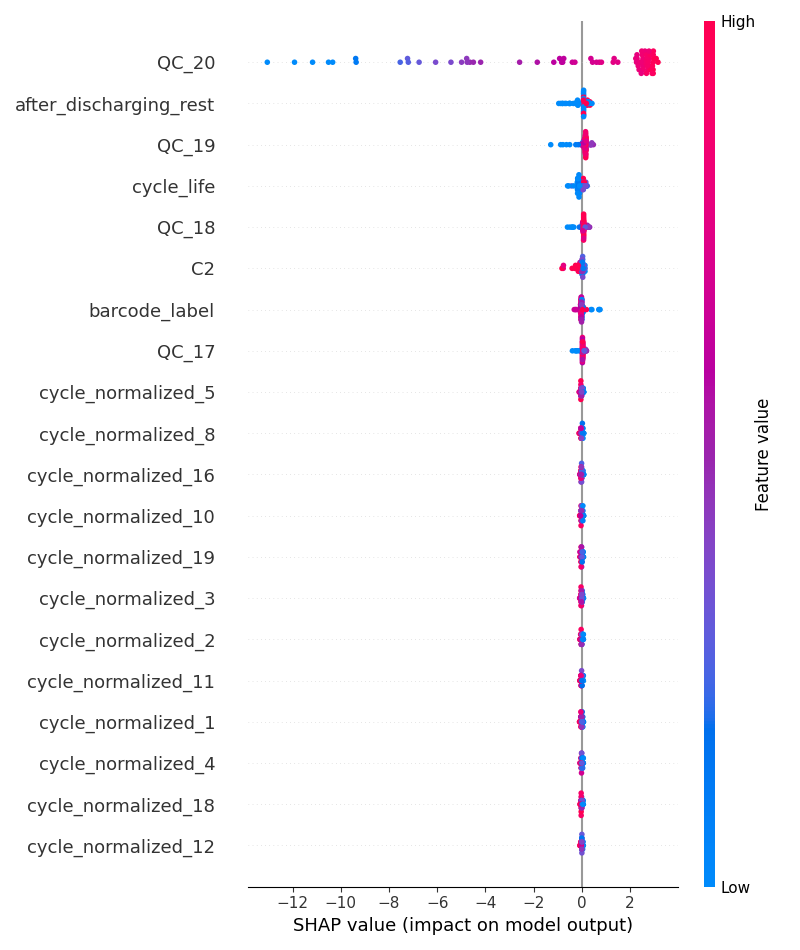 High
QC_20
after_discharging_rest
QC_19
cycle_life
QC_18
C2
barcode_label
QC_17
cycle_normalized_5
cycle_normalized_8
cycle_normalized_16
cycle_normalized_10
cycle_normalized_19
cycle_normalized_3
cycle_normalized_2
cycle_normalized_11
cycle_normalized_1
cycle_normalized_4
cycle_normalized_18
cycle_normalized_12
Feature value
Low
−12 −10 −8 −6 −4 −2 0 2
SHAP value (impact on model output)